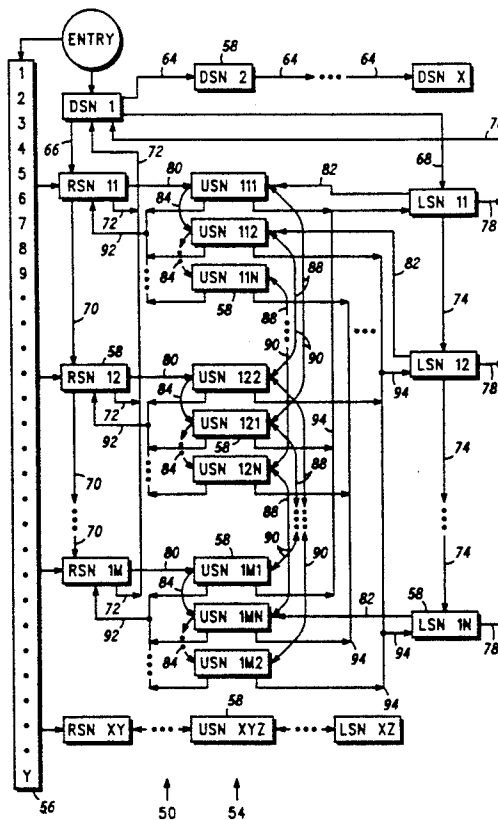 ENTRY
64 58 64 64
1 DSN 2 DSN X
2 DSN 1
3
4 72 7
5 66 68
6 RSN 11 80 USN 111 82 LSN 11
7 72 84 78
8 92 USN 112 82
9 84 USN 11N 88
58 88 74
70 90 90
58 94
RSN 12 80 USN 122 LSN 12
72 84 94 78
92 USN 121
58 88
84 USN 12N
70 88 74
70 90 90 74
58
RSN 1M 80 USN 1M1 58
72 84 82 LSN 1N
92 USN 1MN 78
84 94 94
USN 1M2
94
58
RSN XY USN XYZ LSN XZ
Y
56 50 54